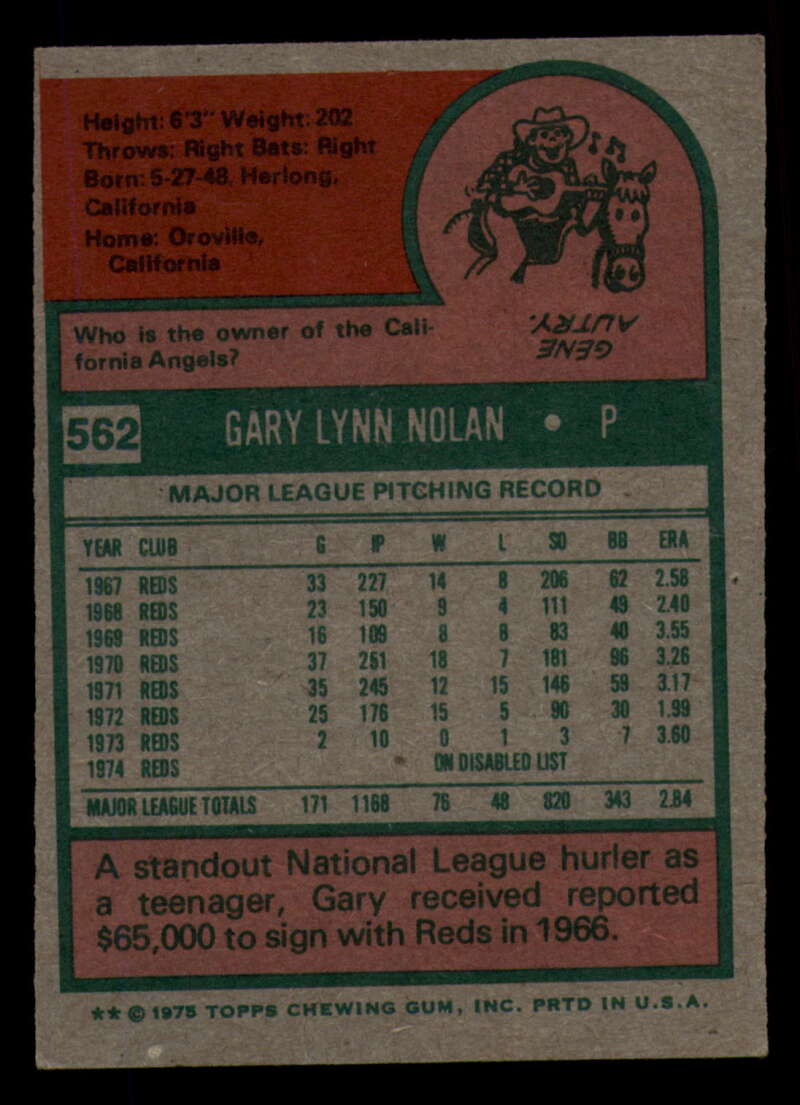 Height: 6'3" Weight: 202
Throws: Right Bats: Right
Born: 5-27-48, Herlong,
California
Home: Oroville,
California
Who is the owner of the Cali-
fornia Angels?
GENE
AUTRY.
562 GARY LYNN NOLAN • P
MAJOR LEAGUE PITCHING RECORD
YEAR CLUB G IP W L SO BB ERA
1967 REDS 33 227 14 8 206 62 2.58
1968 REDS 23 150 9 4 111 49 2.40
1969 REDS 16 109 8 8 83 40 3.55
1970 REDS 37 251 18 7 181 96 3.26
1971 REDS 35 245 12 15 146 59 3.17
1972 REDS 25 176 15 5 90 30 1.99
1973 REDS 2 10 0 1 3 7 3.60
1974 REDS ON DISABLED LIST
MAJOR LEAGUE TOTALS 171 1168 76 48 820 343 2.84
A standout National League hurler as
a teenager, Gary received reported
$65,000 to sign with Reds in 1966.
** © 1975 TOPPS CHEWING GUM, INC. PRTD IN U.S.A.